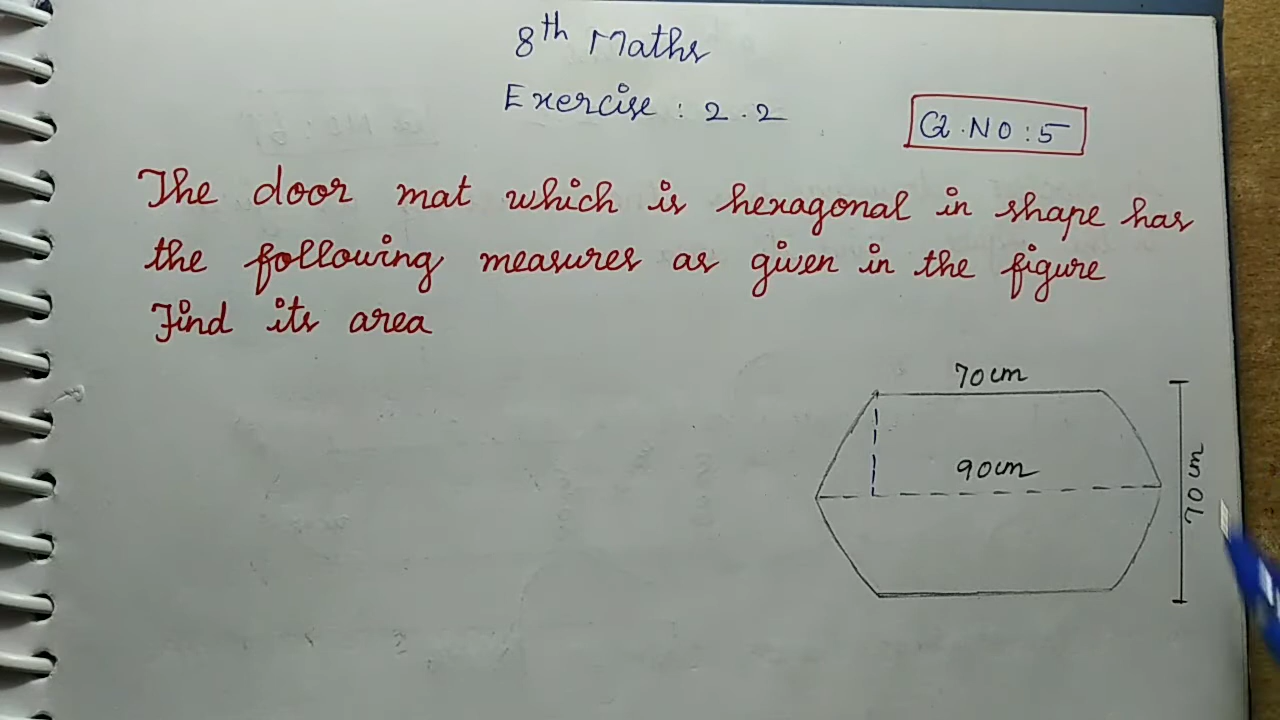 8th Maths
Exercise : 2.2
Q.NO:5
The door mat which is hexagonal in shape has
the following measures as given in the figure
Find its area
70cm
90cm
70cm